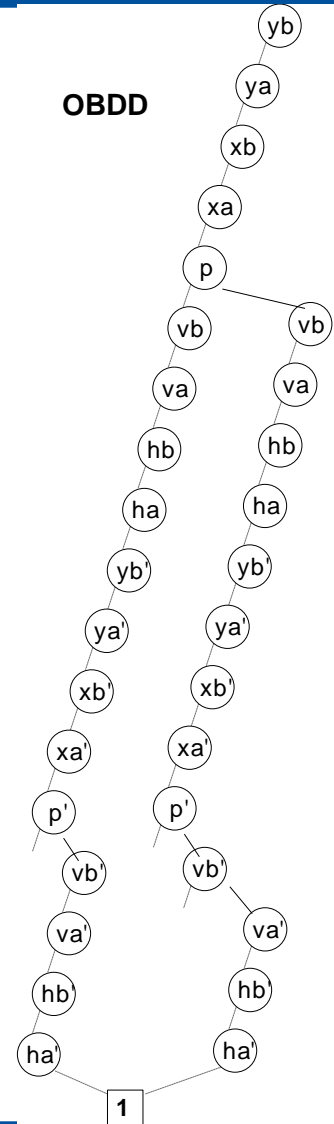 yb
OBDD
ya
xb
xa
p
vb vb
va va
hb hb
ha ha
yb' yb'
ya' ya'
xb' xb'
xa' xa'
p' p'
vb' vb'
va' va'
hb' hb'
ha' ha'
1